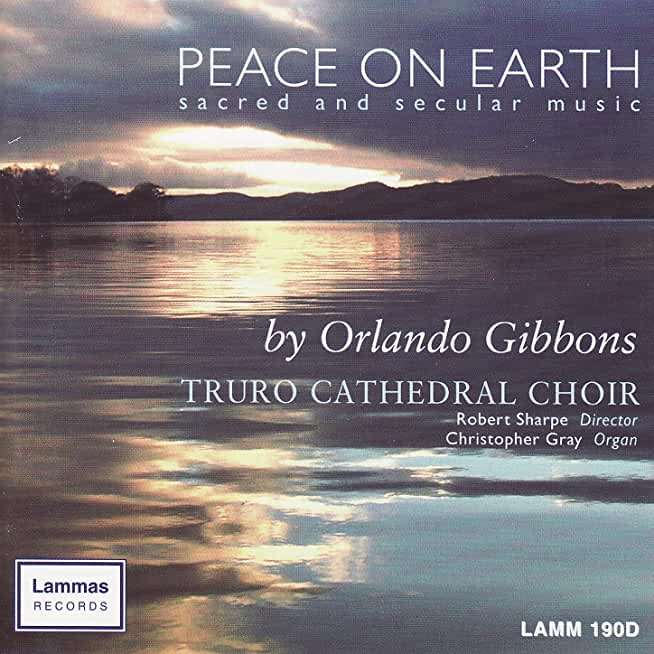 PEACE ON EARTH
sacred and secular music
by Orlando Gibbons
TRURO CATHEDRAL CHOIR
Robert Sharpe Director
Christopher Gray Organ
Lammas
RECORDS
LAMM 190D